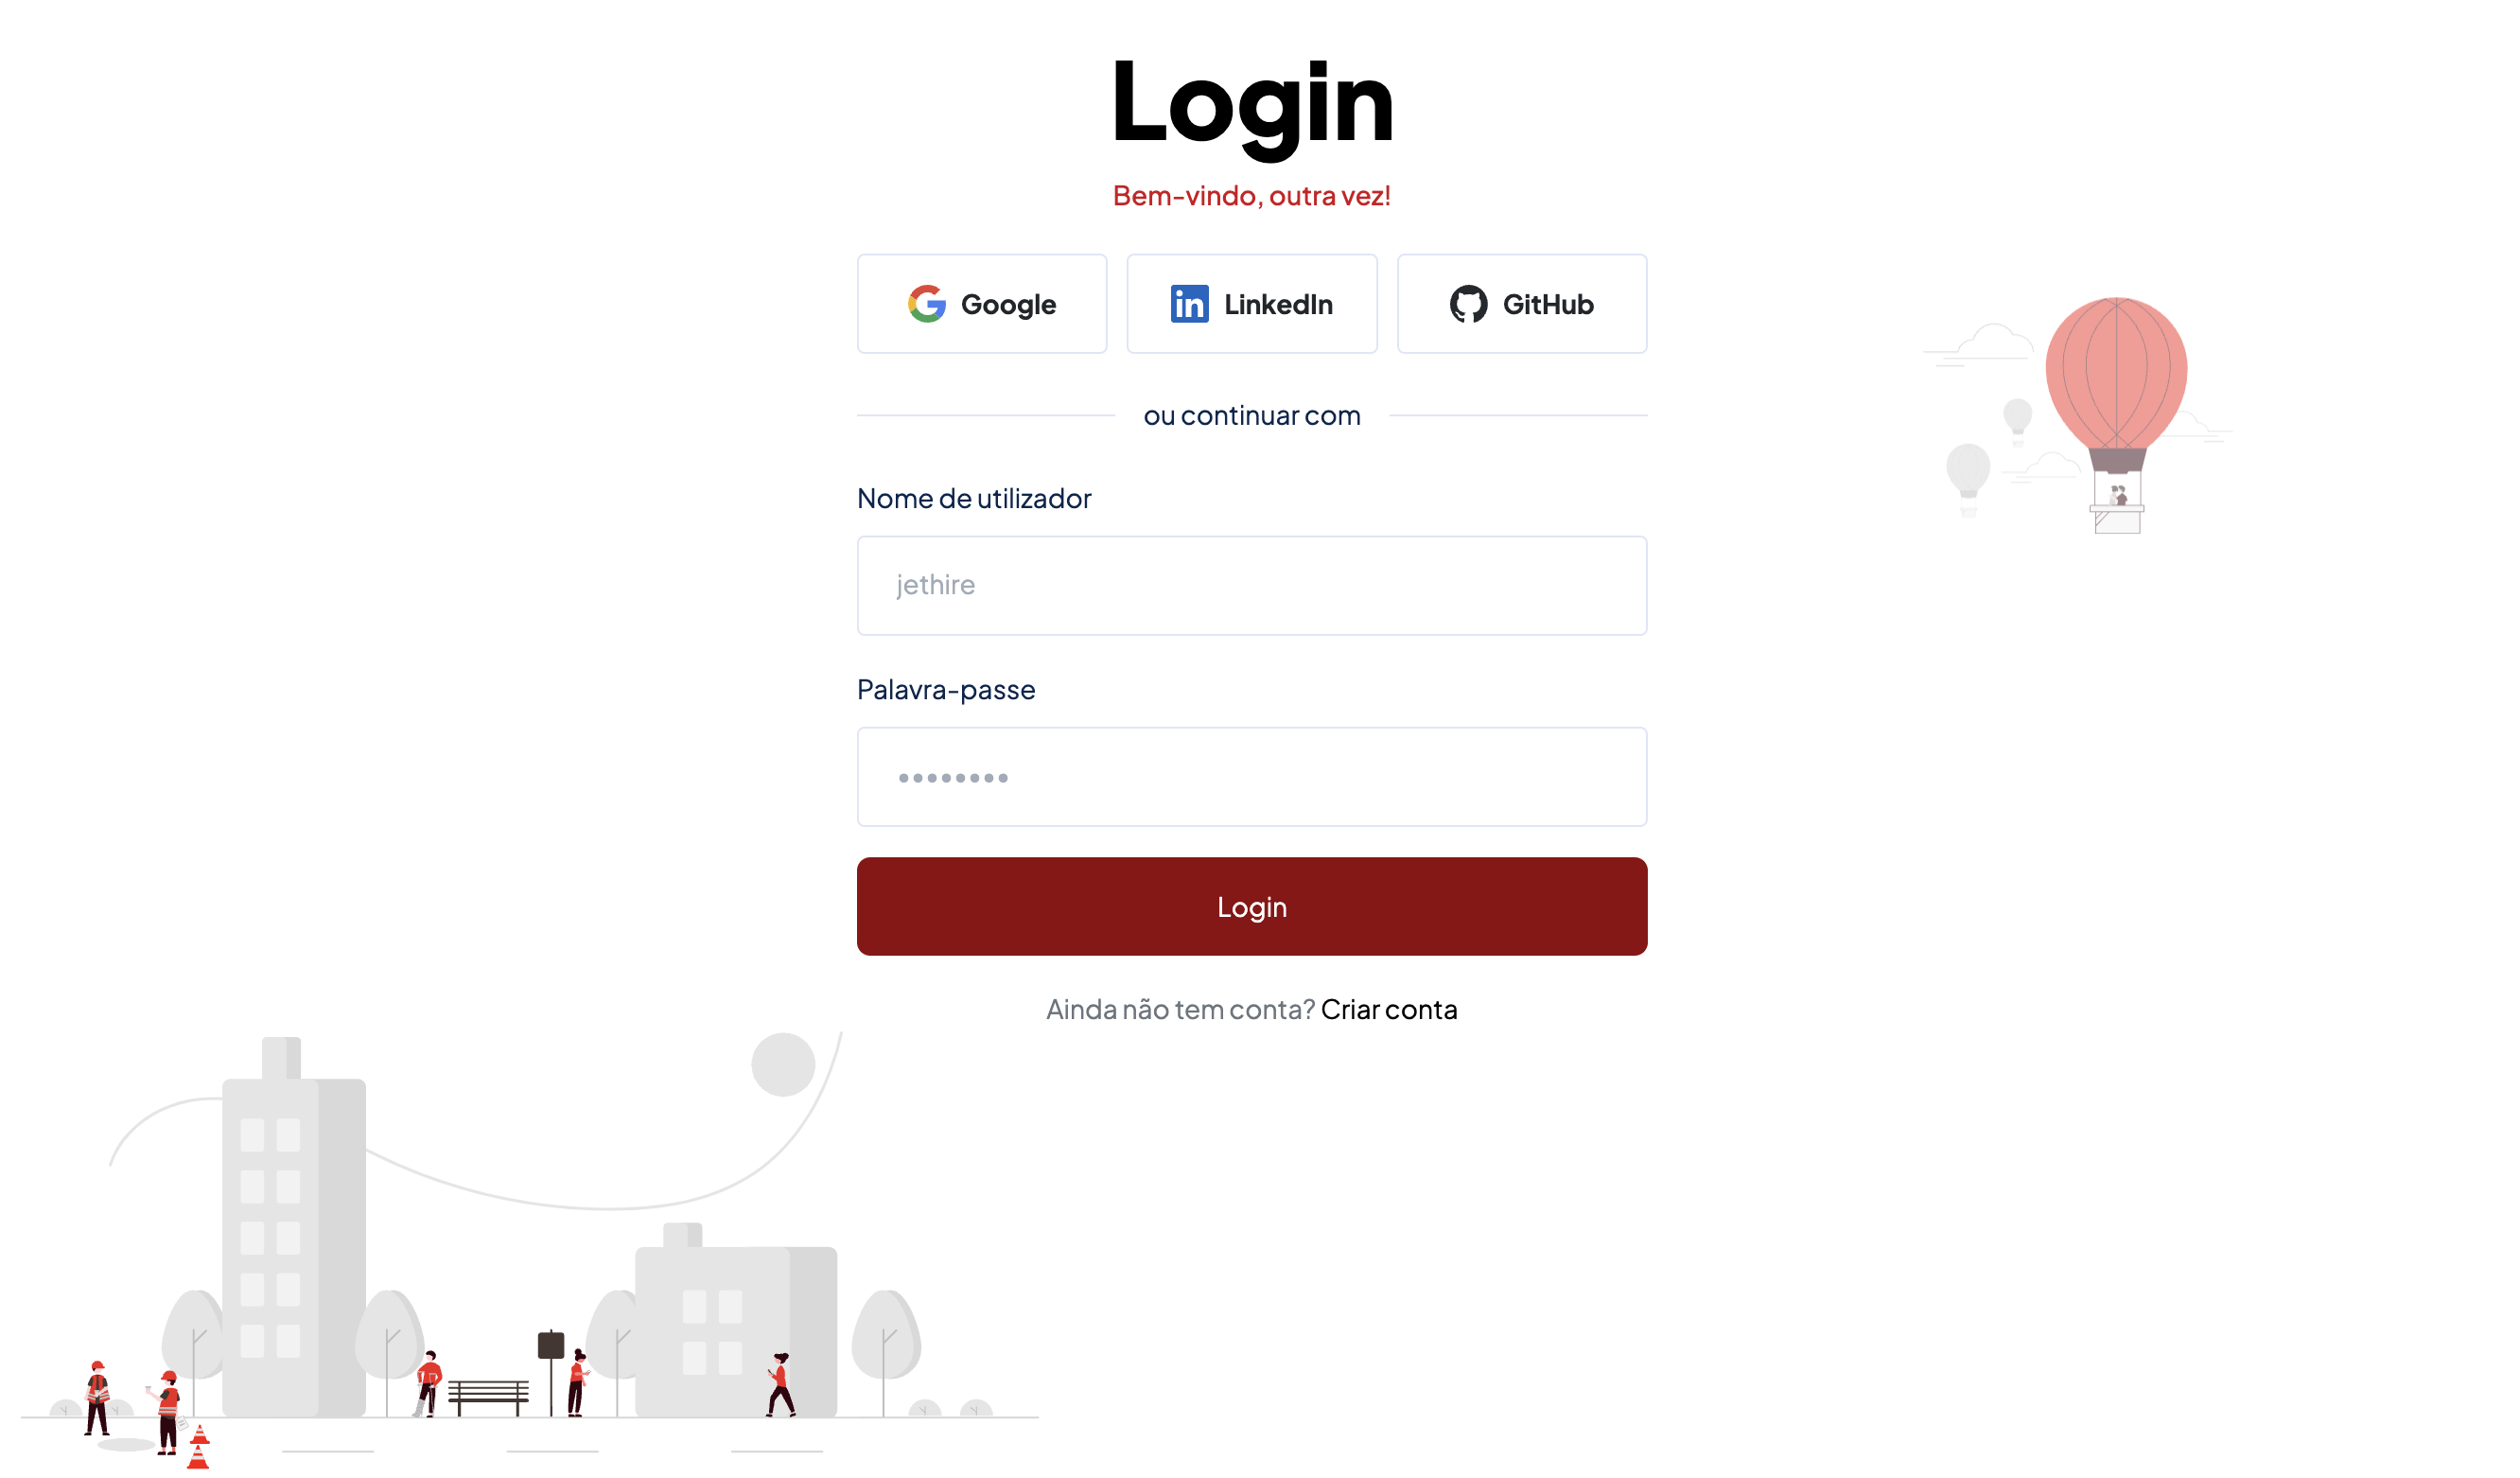 Login
Bem-vindo, outra vez!
Google
LinkedIn
GitHub
ou continuar com
Nome de utilizador
jethire
Palavra-passe
••••••••
Login
Ainda não tem conta? Criar conta